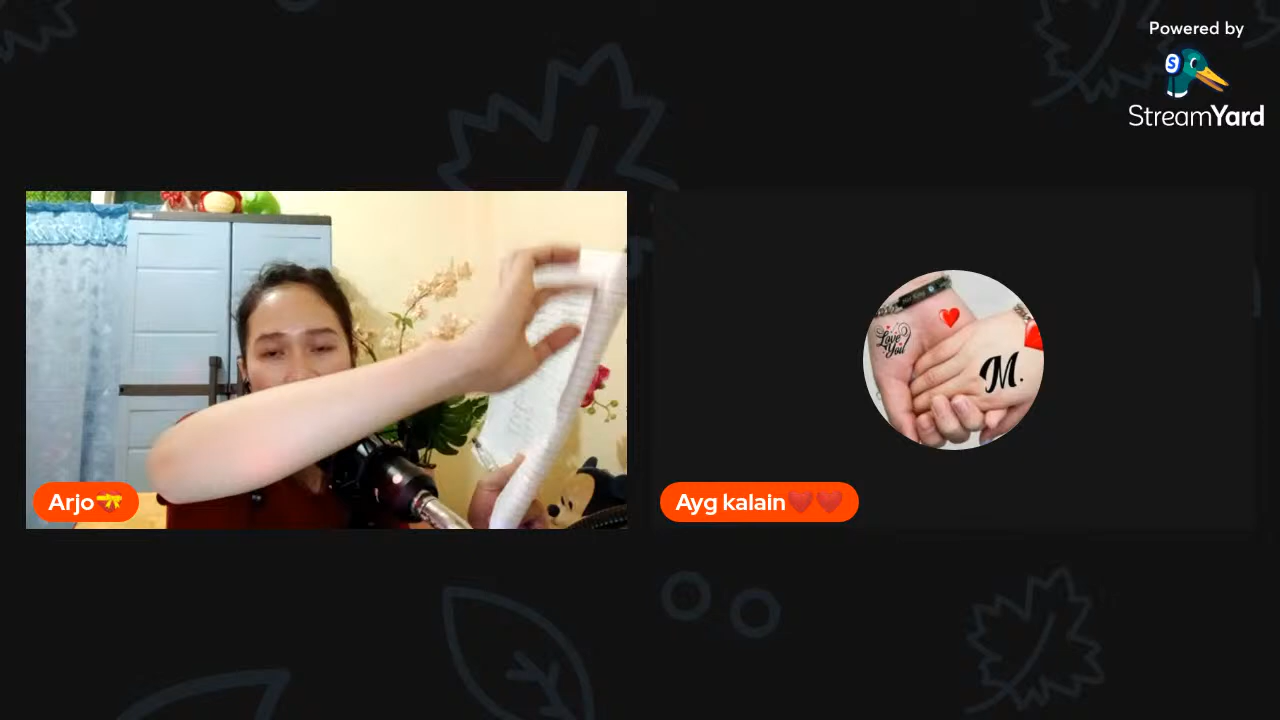 Powered by
S
StreamYard
Love
You
M.
Arjo🎗️
Ayg kalain❤️❤️